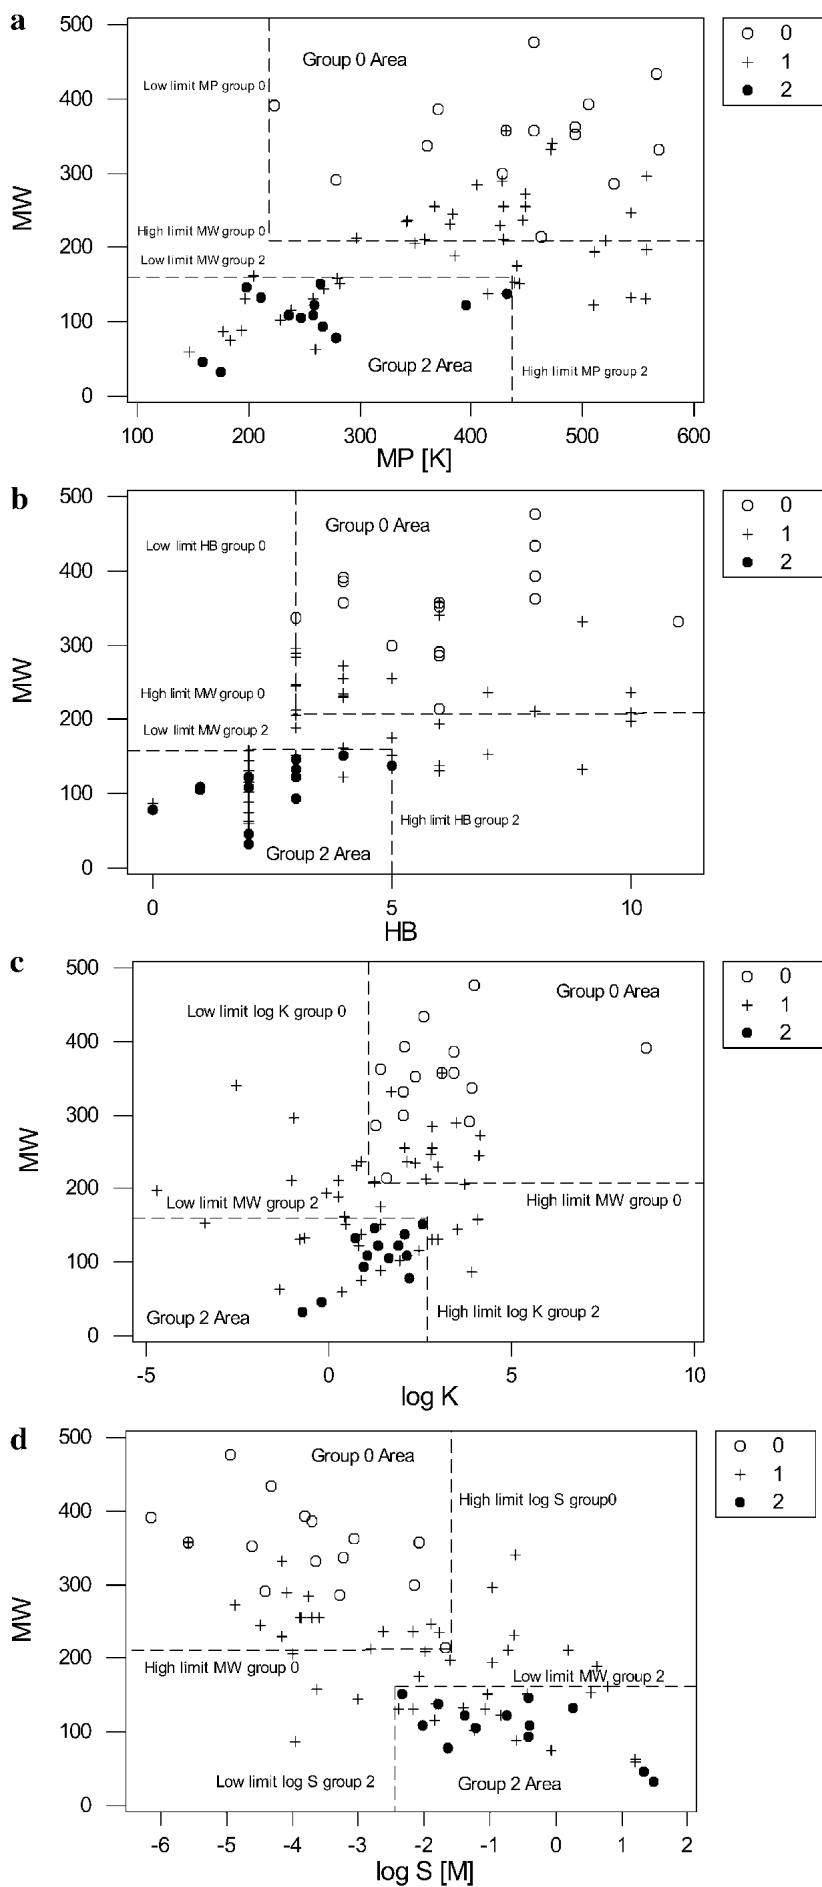 a
500
400
300
200
100
0
MW
Group 0 Area
Low limit MP group 0
High limit MW group 0
Low limit MW group 2
Group 2 Area
High limit MP group 2
100 200 300 400 500 600
MP [K]
0
1
2
b
500
400
300
200
100
0
MW
Group 0 Area
Low limit HB group 0
High limit MW group 0
Low limit MW group 2
High limit HB group 2
Group 2 Area
0 5 10
HB
0
1
2
c
500
400
300
200
100
0
MW
Group 0 Area
Low limit log K group 0
Low limit MW group 2
High limit MW group 0
Group 2 Area
High limit log K group 2
-5 0 5 10
log K
0
1
2
d
500
400
300
200
100
0
MW
Group 0 Area
High limit log S group0
High limit MW group 0
Low limit MW group 2
Low limit log S group 2
Group 2 Area
-6 -5 -4 -3 -2 -1 0 1 2
log S [M]
0
1
2